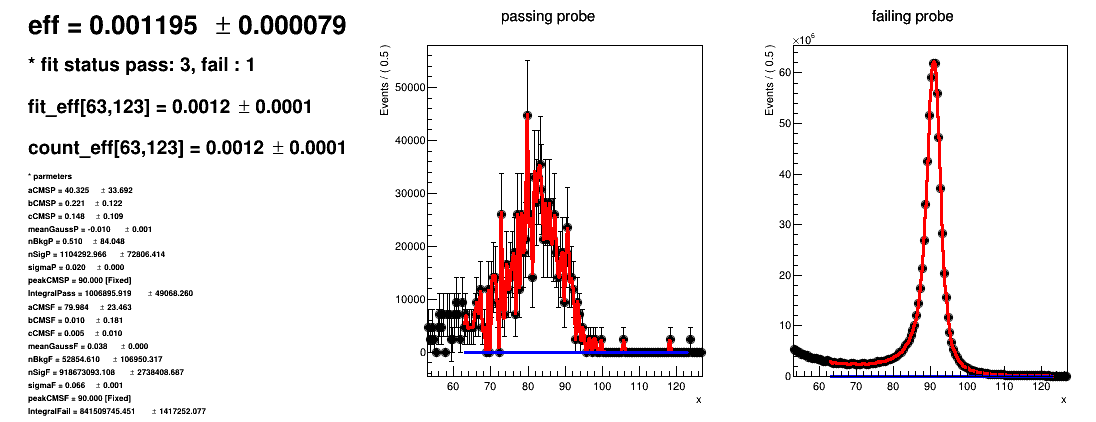 eff = 0.001195 ± 0.000079
* fit status pass: 3, fail : 1
fit_eff[63,123] = 0.0012 ± 0.0001
count_eff[63,123] = 0.0012 ± 0.0001
* parmeters
aCMSP = 40.325 ± 33.692
bCMSP = 0.221 ± 0.122
cCMSP = 0.148 ± 0.109
meanGaussP = -0.010 ± 0.001
nBkgP = 0.510 ± 84.048
nSigP = 1104292.966 ± 72806.414
sigmaP = 0.020 ± 0.000
peakCMSP = 90.000 [Fixed]
IntegralPass = 1006895.919 ± 49068.260
aCMSF = 79.984 ± 23.463
bCMSF = 0.010 ± 0.181
cCMSF = 0.005 ± 0.010
meanGaussF = 0.038 ± 0.000
nBkgF = 52854.610 ± 106950.317
nSigF = 918673093.108 ± 2738408.687
sigmaF = 0.066 ± 0.001
peakCMSF = 90.000 [Fixed]
IntegralFail = 841509745.451 ± 1417252.077
passing probe
Events / ( 0.5 )
50000
40000
30000
20000
10000
0
60 70 80 90 100 110 120
x
failing probe
×10⁶
Events / ( 0.5 )
60
50
40
30
20
10
0
60 70 80 90 100 110 120
x